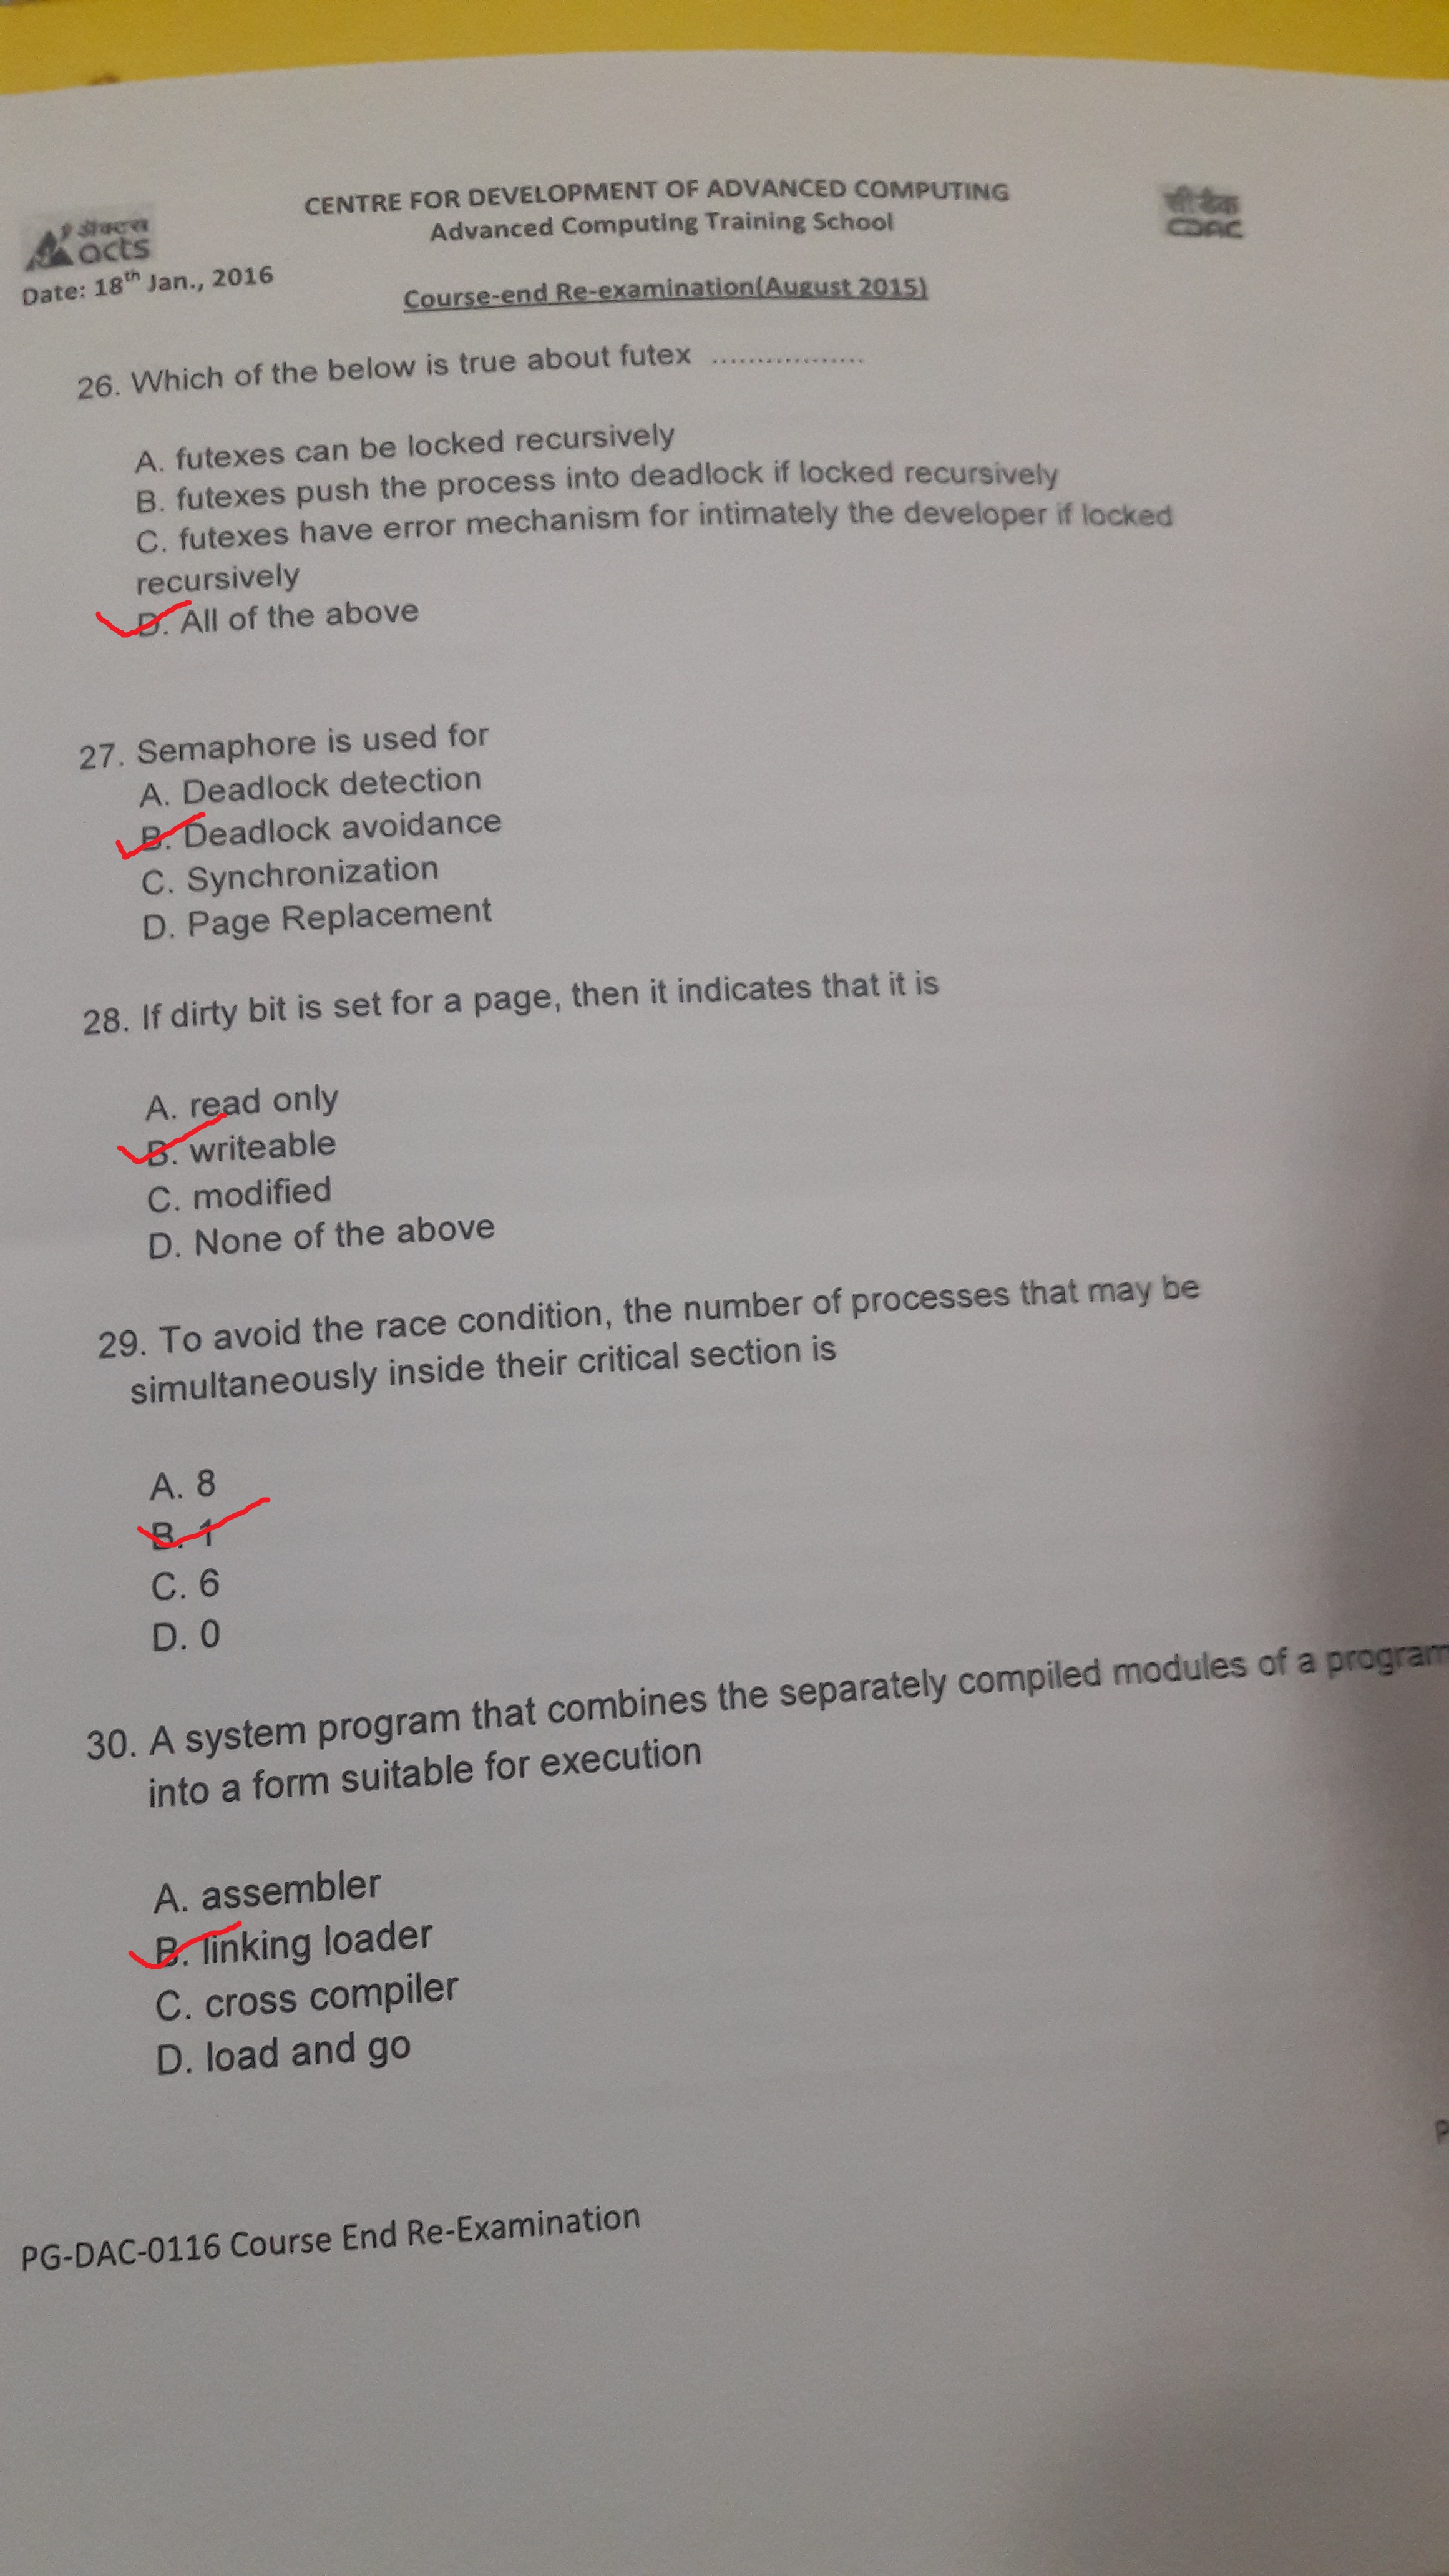 acts
CENTRE FOR DEVELOPMENT OF ADVANCED COMPUTING
Advanced Computing Training School
CDAC
Date: 18th Jan., 2016
Course-end Re-examination(August 2015)
26. Which of the below is true about futex .............
A. futexes can be locked recursively
B. futexes push the process into deadlock if locked recursively
C. futexes have error mechanism for intimately the developer if locked
recursively
D. All of the above
27. Semaphore is used for
A. Deadlock detection
B. Deadlock avoidance
C. Synchronization
D. Page Replacement
28. If dirty bit is set for a page, then it indicates that it is
A. read only
B. writeable
C. modified
D. None of the above
29. To avoid the race condition, the number of processes that may be
simultaneously inside their critical section is
A. 8
B. 1
C. 6
D. 0
30. A system program that combines the separately compiled modules of a program
into a form suitable for execution
A. assembler
B. linking loader
C. cross compiler
D. load and go
P
PG-DAC-0116 Course End Re-Examination